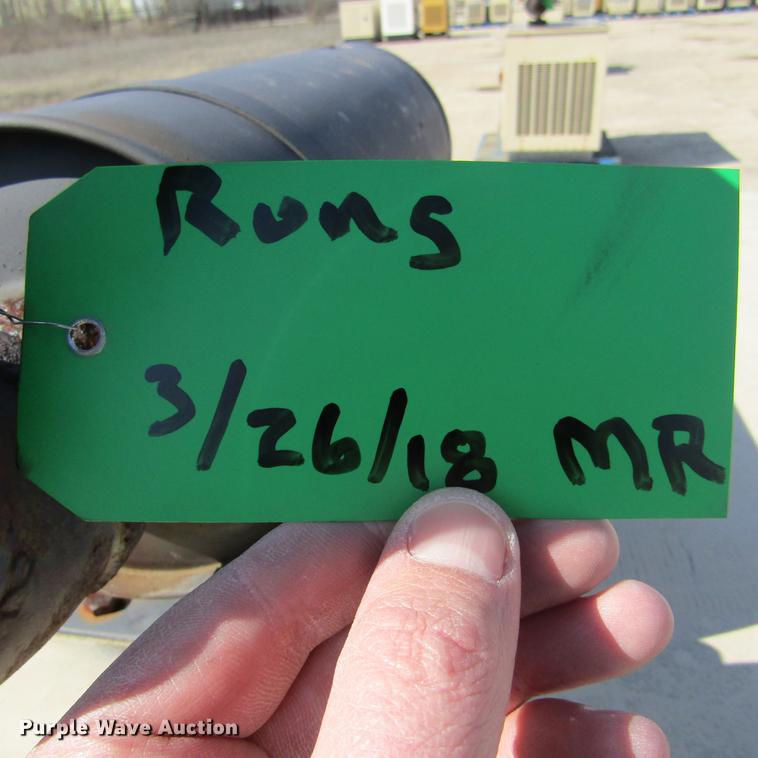 Runs
3/26/18 MR
Purple Wave Auction